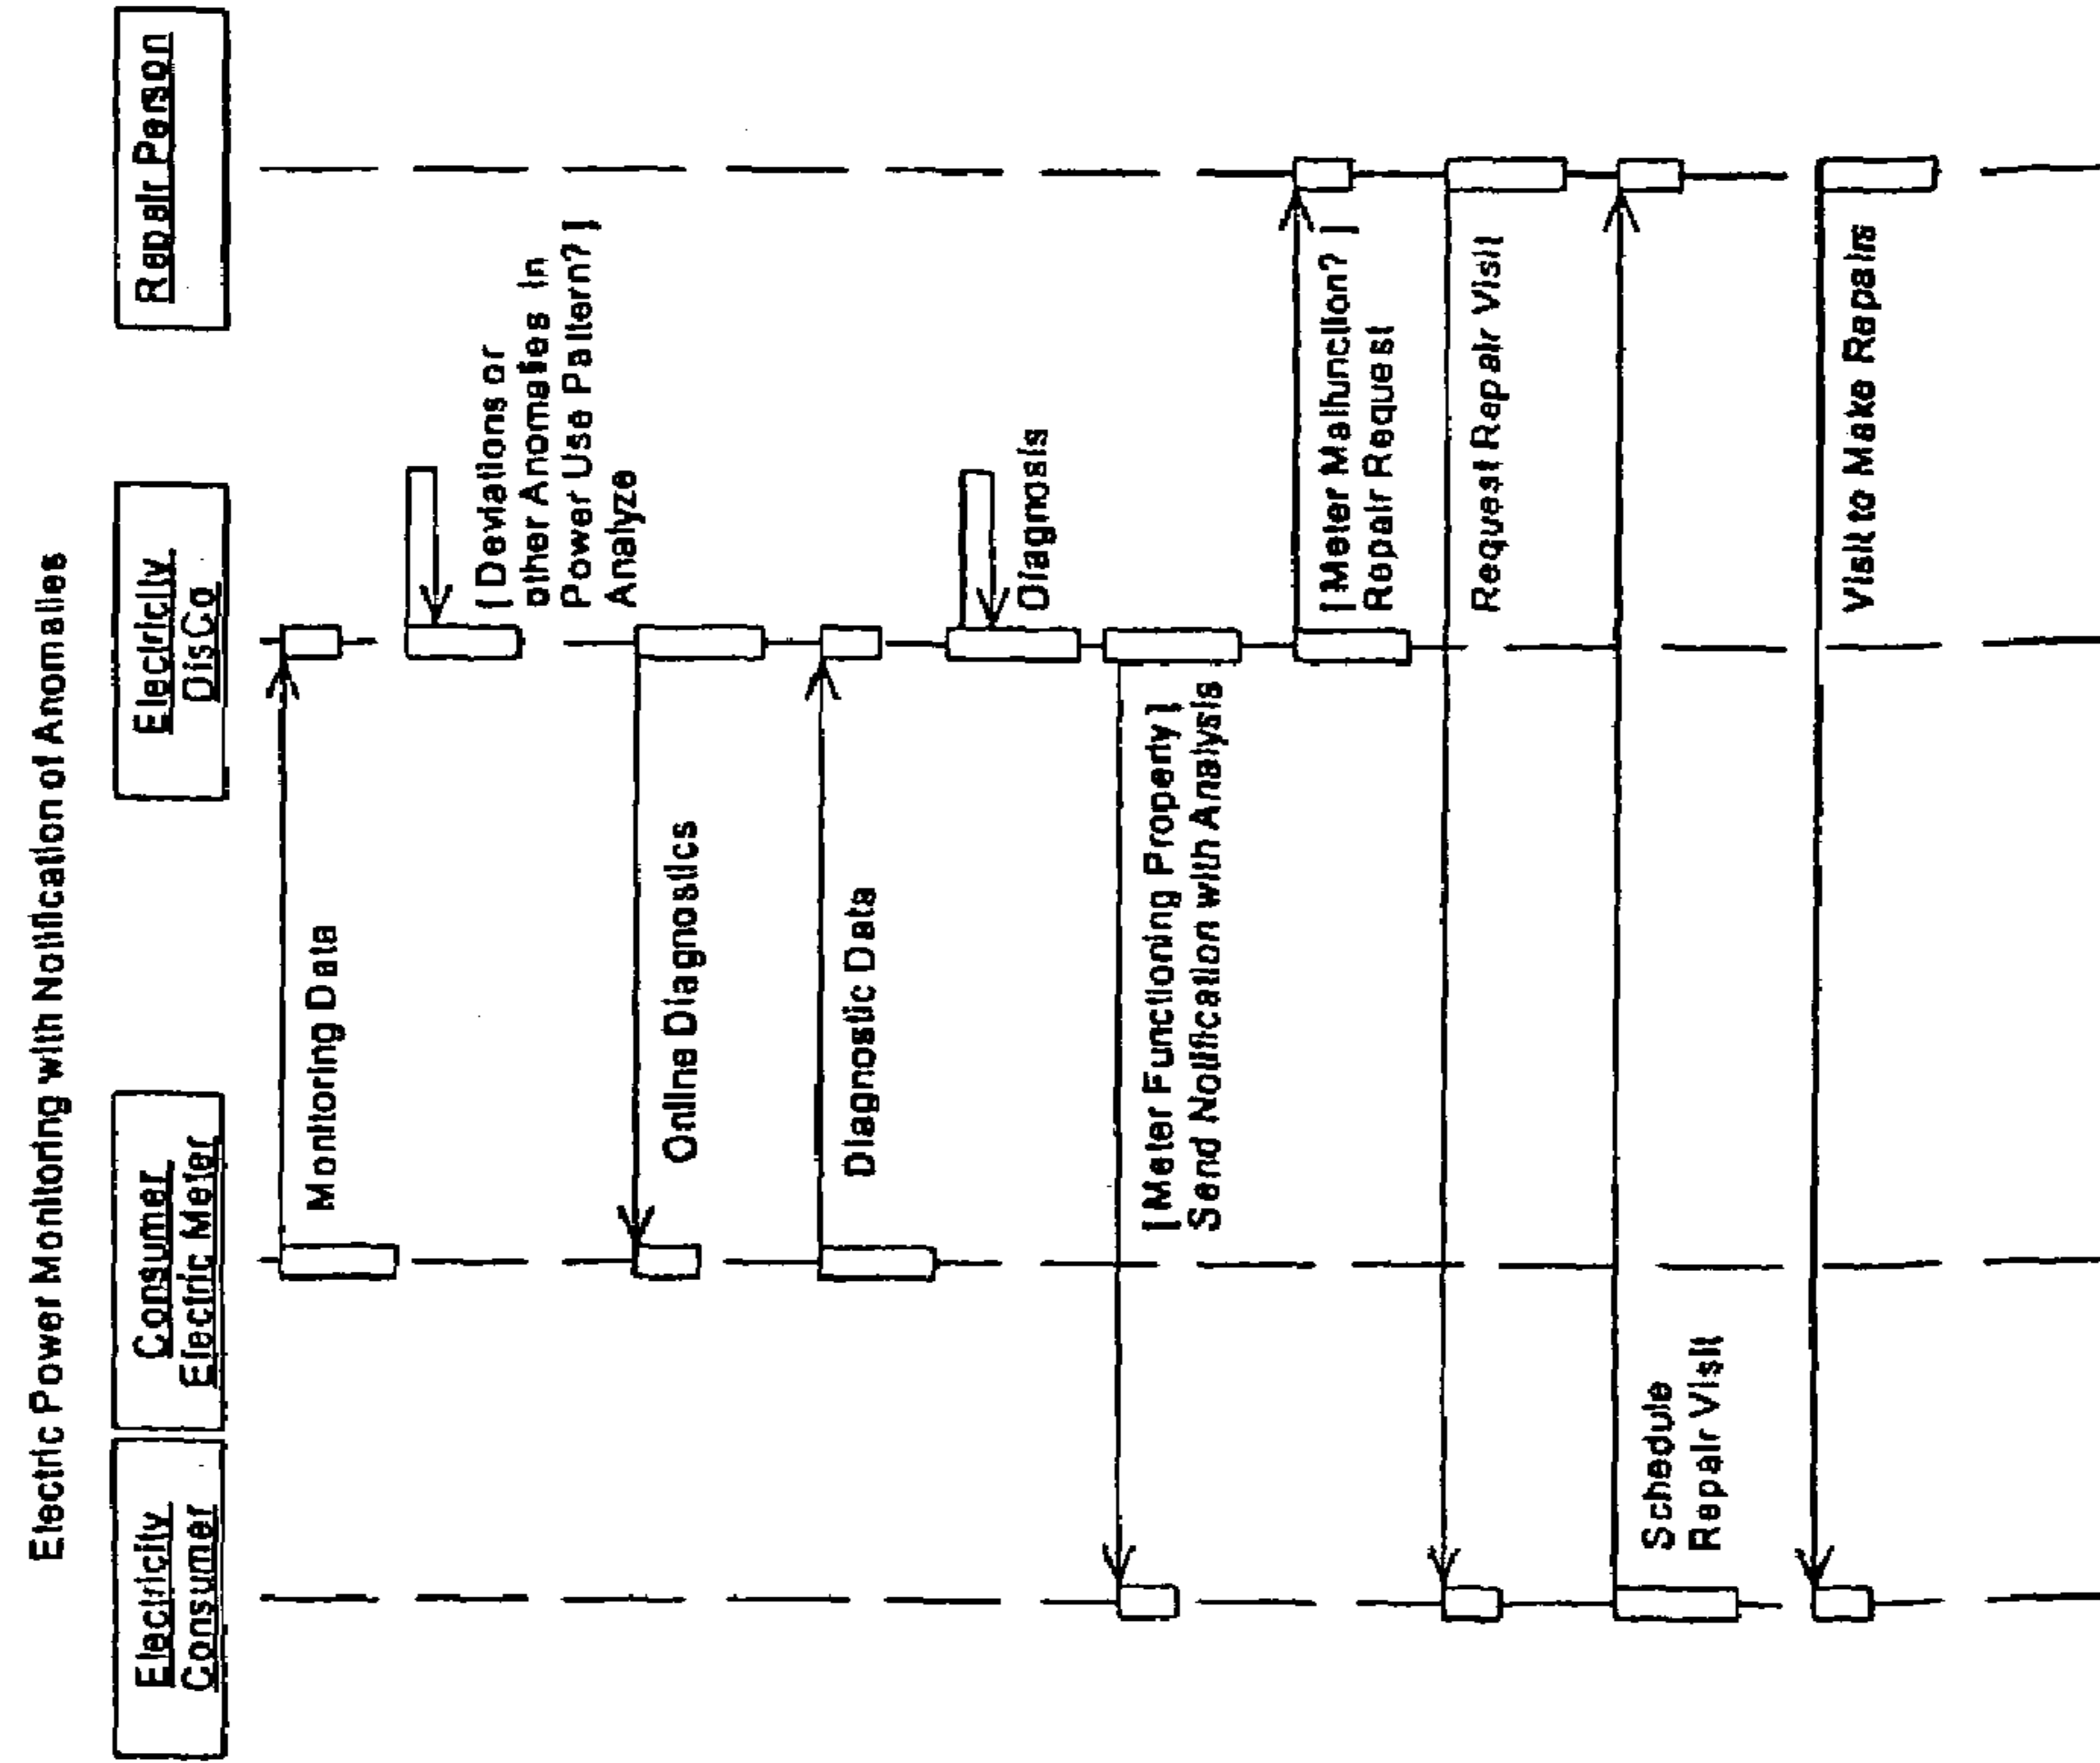 Electric Power Monitoring with Notification of Anomalies
Electricity
Consumer
Consumer
Electric Meter
Electricity
DisCo
Repair Person
Monitoring Data
[Deviations or
other Anomalies in
Power Use Pattern?]
Analyze
Online Diagnostics
Diagnostic Data
Diagnosis
[Meter Functioning Properly]
Send Notification with Analysis
[Meter Malfunction?]
Repair Request
Request Repair Visit
Schedule
Repair Visit
Visit to Make Repairs